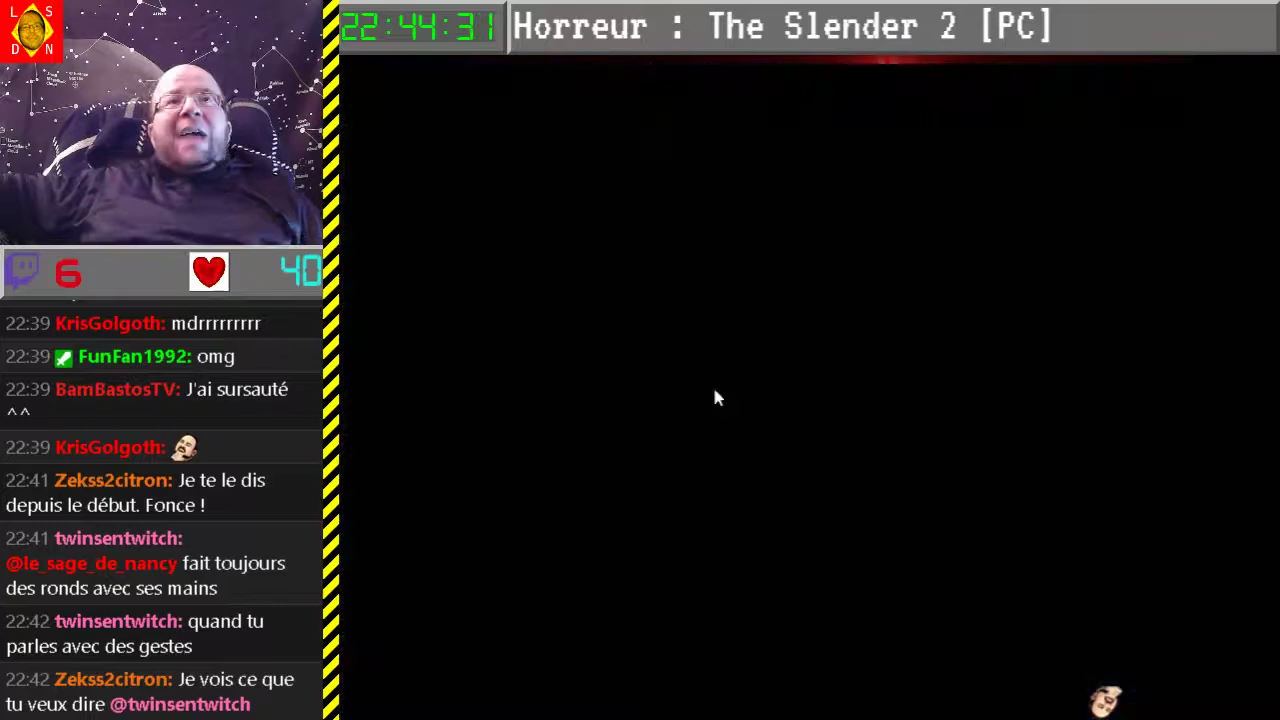 L S
D N
22:44:31
Horreur : The Slender 2 [PC]
6
40
22:39 KrisGolgoth: mdrrrrrrrrr
22:39 FunFan1992: omg
22:39 BamBastosTV: J'ai sursauté
^^
22:39 KrisGolgoth:
22:41 Zekss2citron: Je te le dis
depuis le début. Fonce !
22:41 twinsentwitch:
@le_sage_de_nancy fait toujours
des ronds avec ses mains
22:42 twinsentwitch: quand tu
parles avec des gestes
22:42 Zekss2citron: Je vois ce que
tu veux dire @twinsentwitch